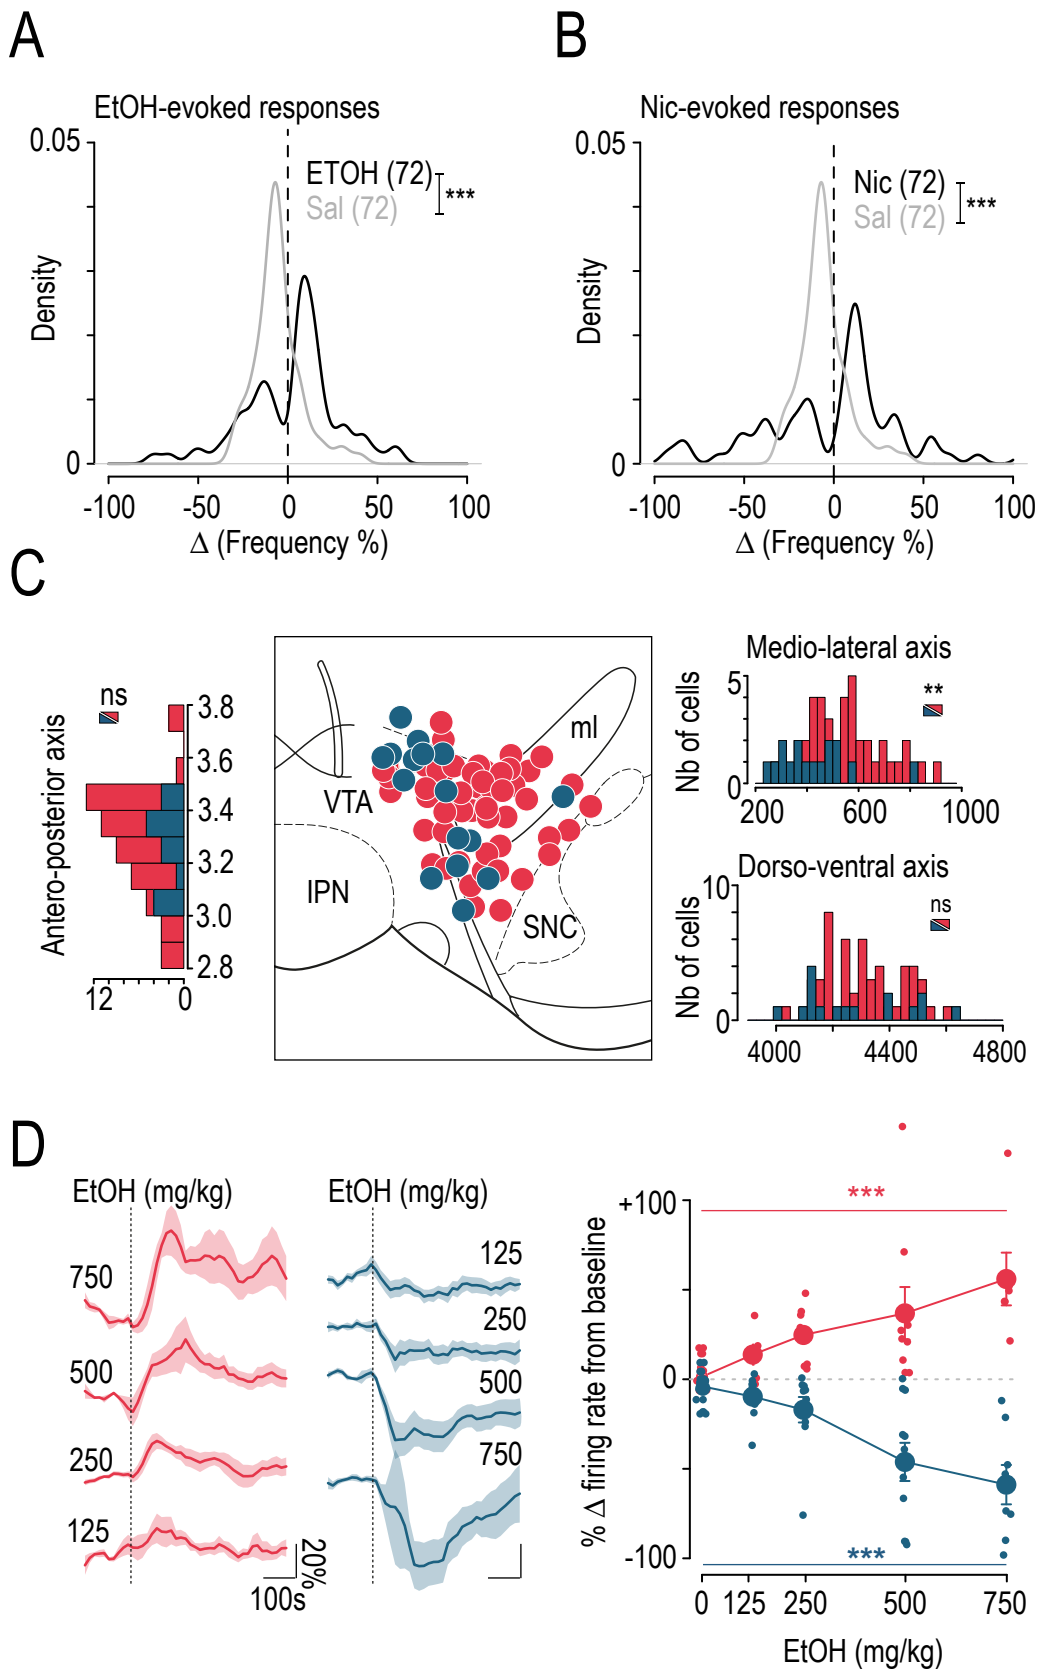 A
EtOH-evoked responses
0.05
ETOH (72)
Sal (72)
***
Density
0
-100 -50 0 50 100
Δ (Frequency %)
B
Nic-evoked responses
0.05
Nic (72)
Sal (72)
***
Density
0
-100 -50 0 50 100
Δ (Frequency %)
C
ns
Antero-posterior axis
3.8
3.6
3.4
3.2
3.0
2.8
12 0
VTA
ml
IPN
SNC
Medio-lateral axis
**
Nb of cells
5
0
200 600 1000
Dorso-ventral axis
ns
Nb of cells
10
0
4000 4400 4800
D
EtOH (mg/kg)
750
500
250
125
20%
100s
EtOH (mg/kg)
125
250
500
750
***
% Δ firing rate from baseline
+100
0
-100
***
0 125 250 500 750
EtOH (mg/kg)